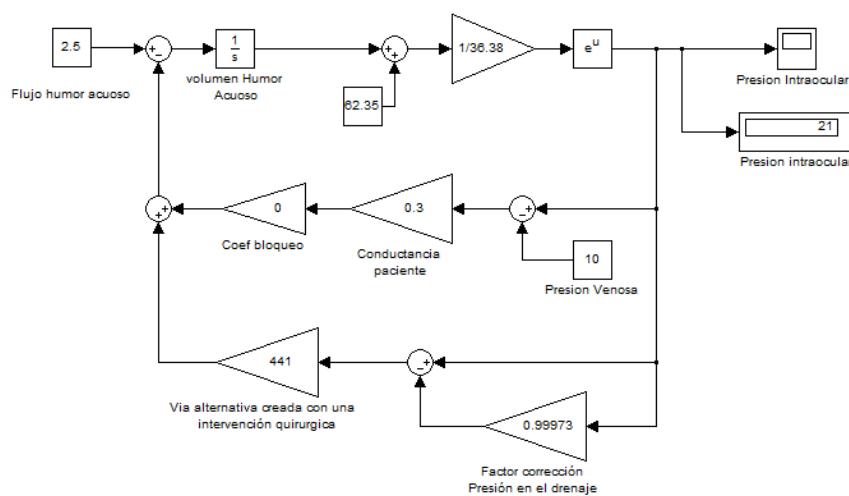 2.5
Flujo humor acuoso
1
s
volumen Humor
Acuoso
62.35
1/36.38
e^u
Presion Intraocular
21
Presion intraocular
0
Coef bloqueo
0.3
Conductancia
paciente
10
Presion Venosa
441
Via alternativa creada con una
intervención quirurgica
0.99973
Factor corrección
Presión en el drenaje